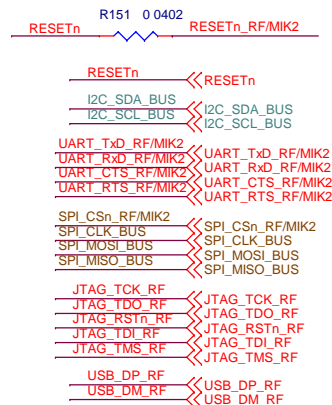 R151 0 0402
RESETn RESETn_RF/MIK2
RESETn RESETn
I2C_SDA_BUS I2C_SDA_BUS
I2C_SCL_BUS I2C_SCL_BUS
UART_TxD_RF/MIK2 UART_TxD_RF/MIK2
UART_RxD_RF/MIK2 UART_RxD_RF/MIK2
UART_CTS_RF/MIK2 UART_CTS_RF/MIK2
UART_RTS_RF/MIK2 UART_RTS_RF/MIK2
SPI_CSn_RF/MIK2 SPI_CSn_RF/MIK2
SPI_CLK_BUS SPI_CLK_BUS
SPI_MOSI_BUS SPI_MOSI_BUS
SPI_MISO_BUS SPI_MISO_BUS
JTAG_TCK_RF JTAG_TCK_RF
JTAG_TDO_RF JTAG_TDO_RF
JTAG_RSTn_RF JTAG_RSTn_RF
JTAG_TDI_RF JTAG_TDI_RF
JTAG_TMS_RF JTAG_TMS_RF
USB_DP_RF USB_DP_RF
USB_DM_RF USB_DM_RF